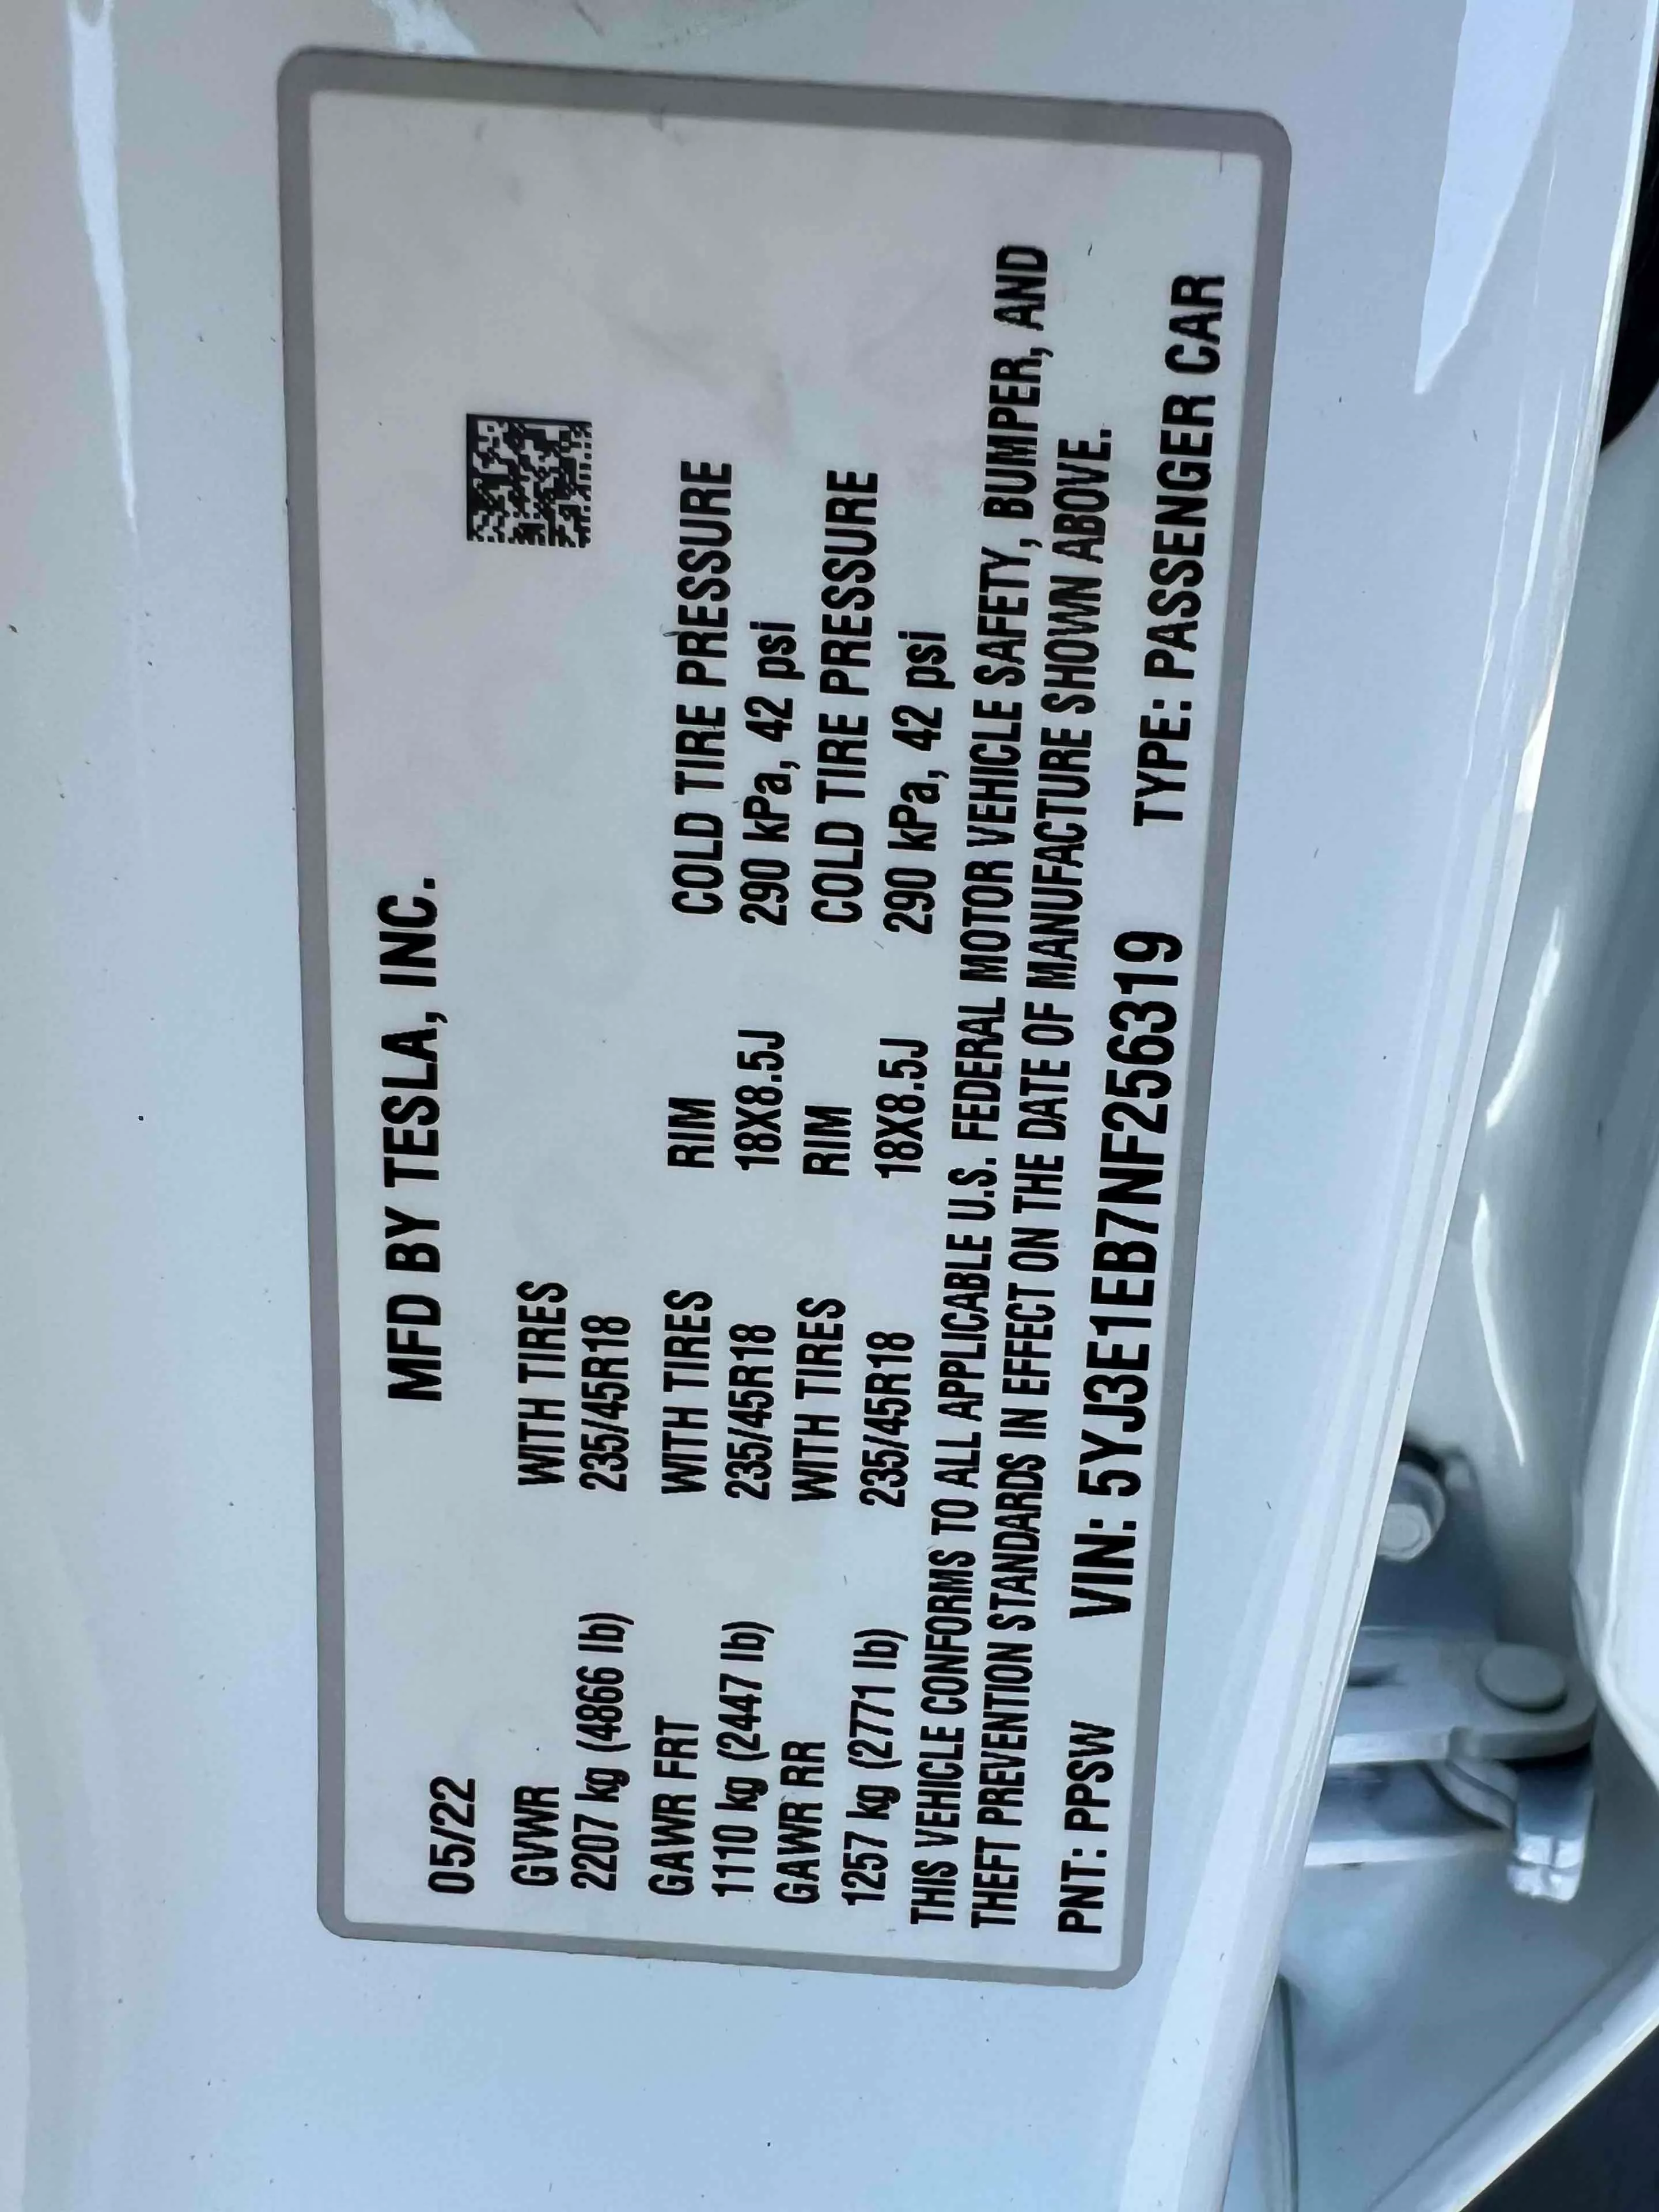 MFD BY TESLA, INC.
05/22
GVWR WITH TIRES
2207 kg (4866 lb) 235/45R18
GAWR FRT WITH TIRES RIM COLD TIRE PRESSURE
1110 kg (2447 lb) 235/45R18 18X8.5J 290 kPa, 42 psi
GAWR RR WITH TIRES RIM COLD TIRE PRESSURE
1257 kg (2771 lb) 235/45R18 18X8.5J 290 kPa, 42 psi
THIS VEHICLE CONFORMS TO ALL APPLICABLE U.S. FEDERAL MOTOR VEHICLE SAFETY, BUMPER, AND
THEFT PREVENTION STANDARDS IN EFFECT ON THE DATE OF MANUFACTURE SHOWN ABOVE.
PNT: PPSW VIN: 5YJ3E1EB7NF256319 TYPE: PASSENGER CAR